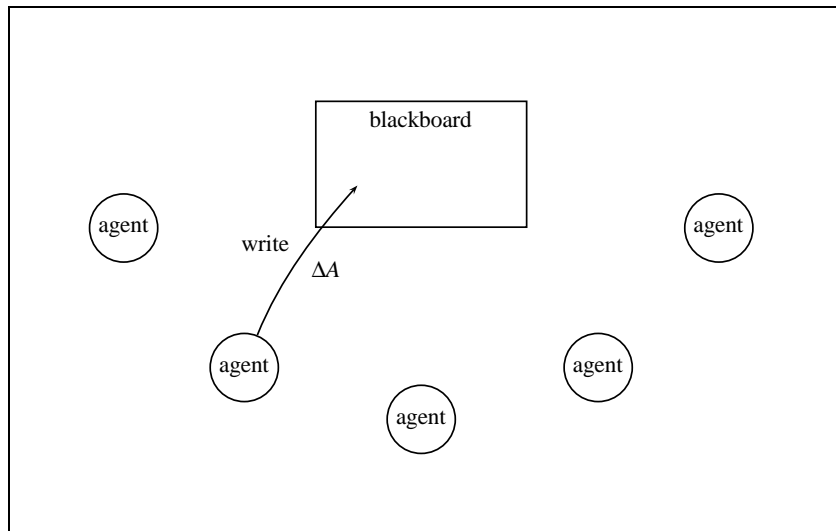 blackboard
agent
agent
write
ΔA
agent
agent
agent